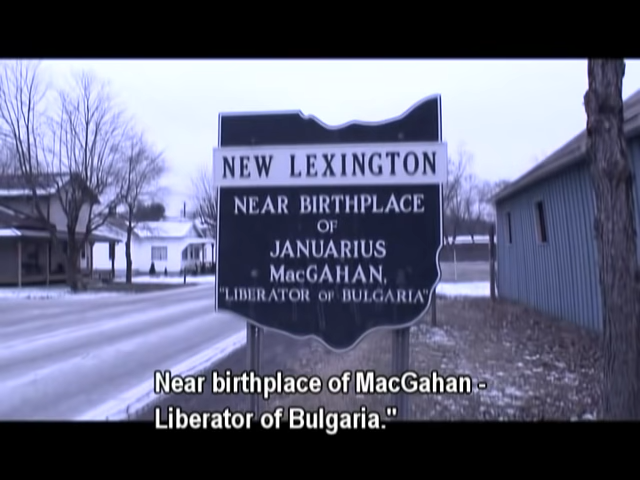 NEW LEXINGTON
NEAR BIRTHPLACE
OF
JANUARIUS
MacGAHAN,
"LIBERATOR OF BULGARIA"
Near birthplace of MacGahan -
Liberator of Bulgaria."